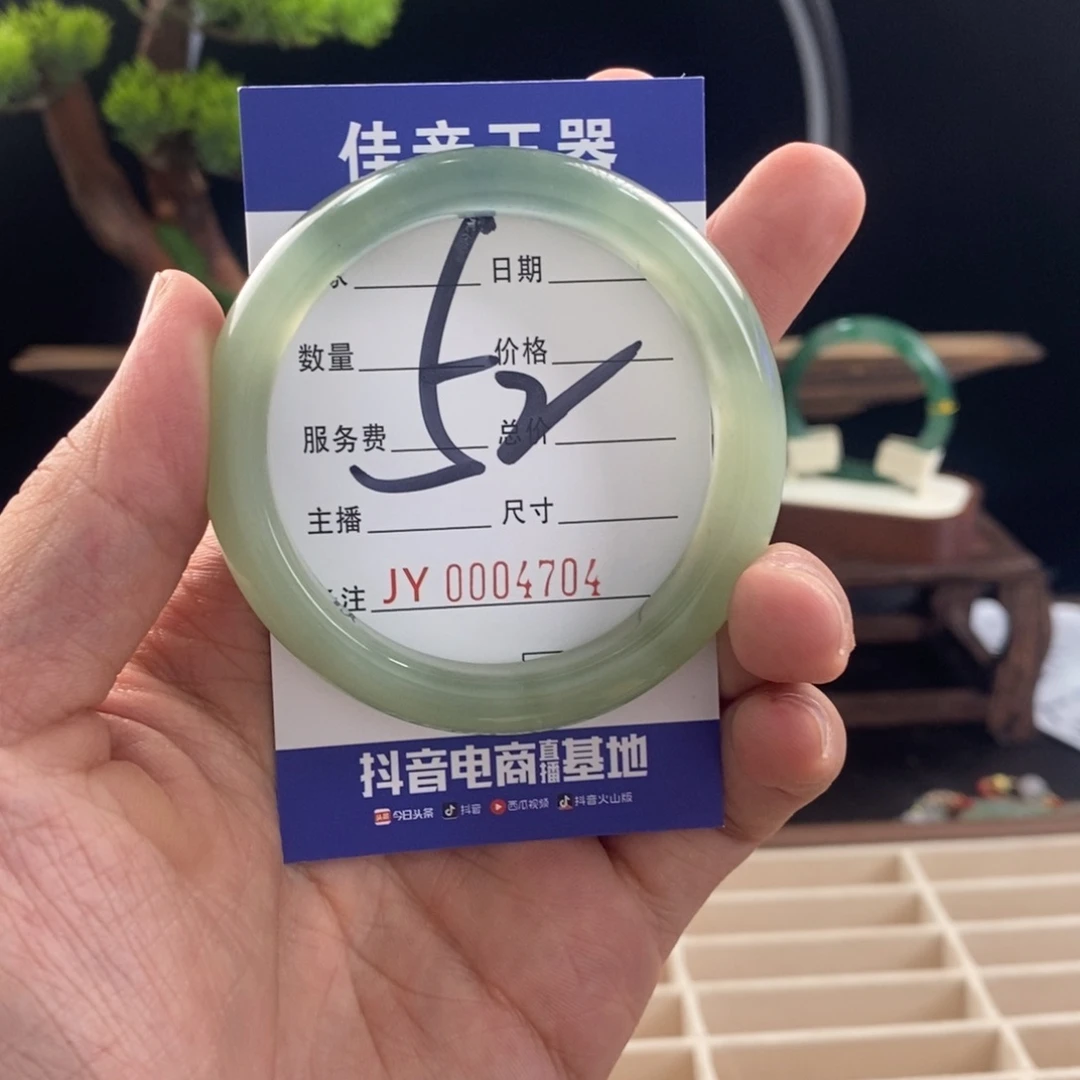 佳音玉器
日期
数量 价格
服务费 总价
主播 尺寸
注 JY 0004704
抖音电商直播基地
今日头条 抖音 西瓜视频 抖音火山版